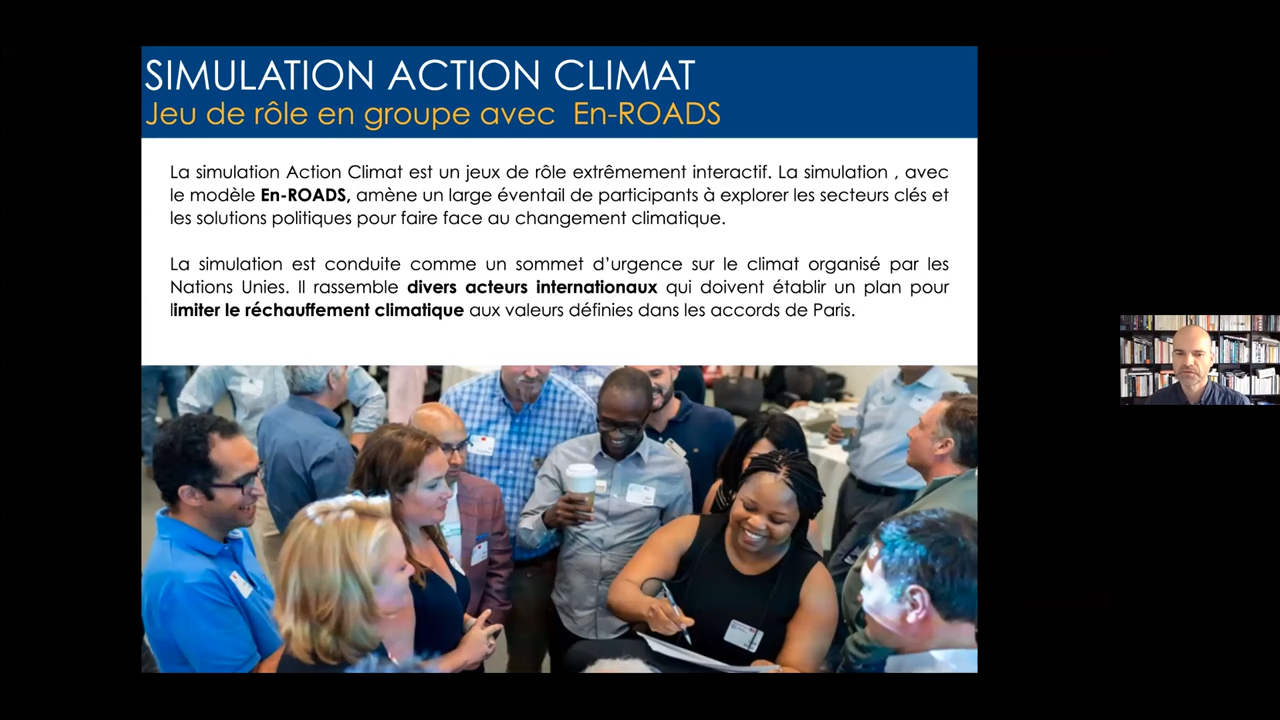 SIMULATION ACTION CLIMAT
Jeu de rôle en groupe avec En-ROADS
La simulation Action Climat est un jeux de rôle extrêmement interactif. La simulation , avec
le modèle En-ROADS, amène un large éventail de participants à explorer les secteurs clés et
les solutions politiques pour faire face au changement climatique.
La simulation est conduite comme un sommet d’urgence sur le climat organisé par les
Nations Unies. Il rassemble divers acteurs internationaux qui doivent établir un plan pour
limiter le réchauffement climatique aux valeurs définies dans les accords de Paris.